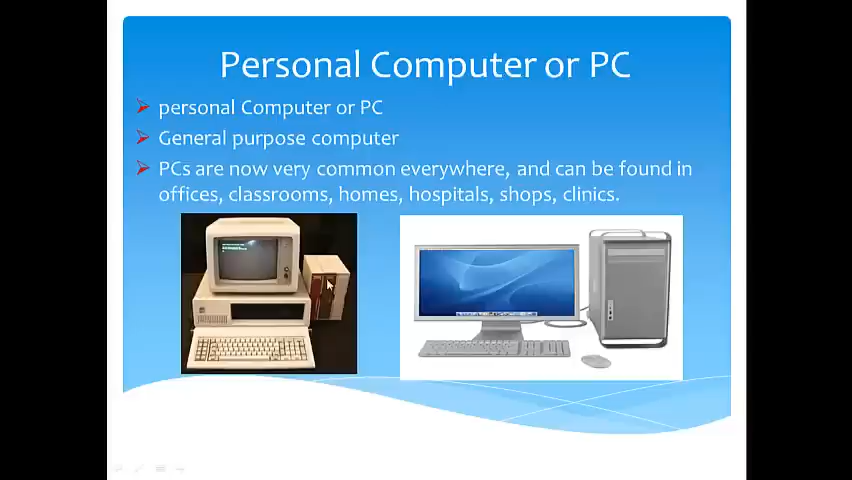 Personal Computer or PC
personal Computer or PC
General purpose computer
PCs are now very common everywhere, and can be found in
offices, classrooms, homes, hospitals, shops, clinics.